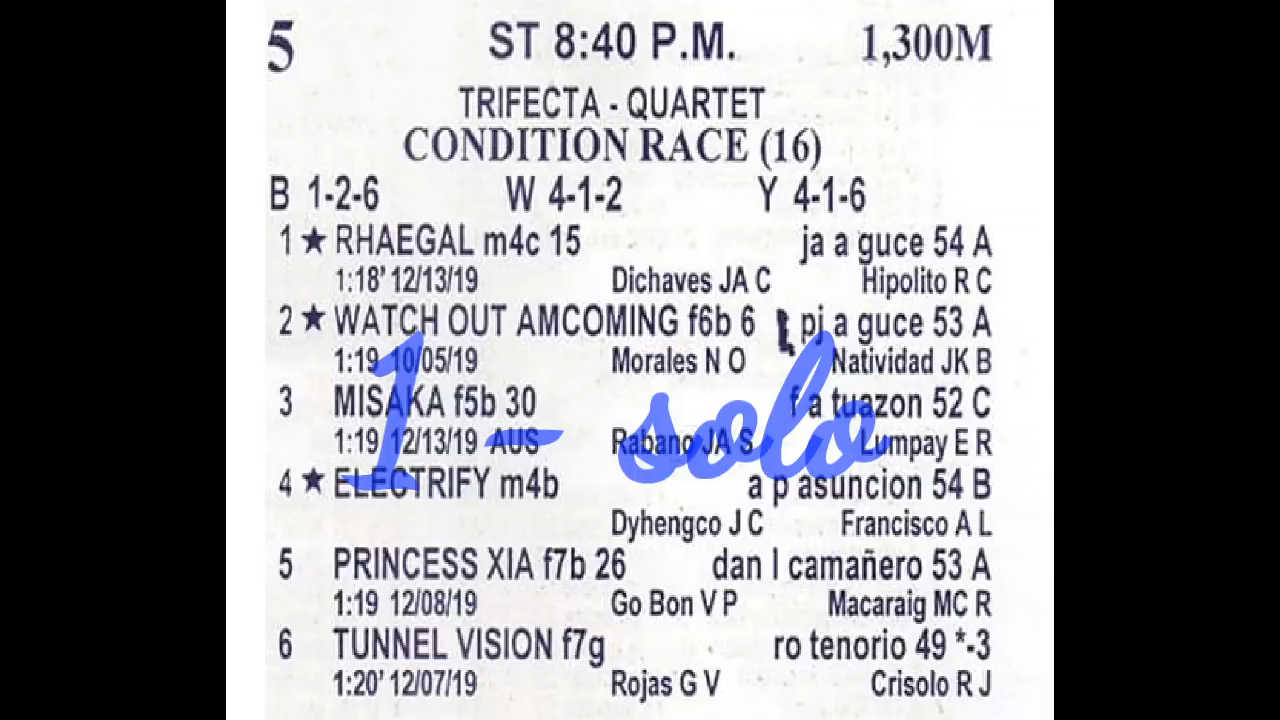 5 ST 8:40 P.M. 1,300M
TRIFECTA - QUARTET
CONDITION RACE (16)
B 1-2-6 W 4-1-2 Y 4-1-6
1 ★ RHAEGAL m4c 15 ja a guce 54 A
1:18' 12/13/19 Dichaves JA C Hipolito R C
2 ★ WATCH OUT AMCOMING f6b 6 pj a guce 53 A
1:19 10/05/19 Morales N O Natividad JK B
3 MISAKA f5b 30 f a tuazon 52 C
1:19 12/13/19 AUS Rabano JA S Lumpay E R
1 - solo
4 ★ ELECTRIFY m4b a p asuncion 54 B
Dyhengco J C Francisco A L
5 PRINCESS XIA f7b 26 dan l camañero 53 A
1:19 12/08/19 Go Bon V P Macaraig MC R
6 TUNNEL VISION f7g ro tenorio 49 *-3
1:20' 12/07/19 Rojas G V Crisolo R J